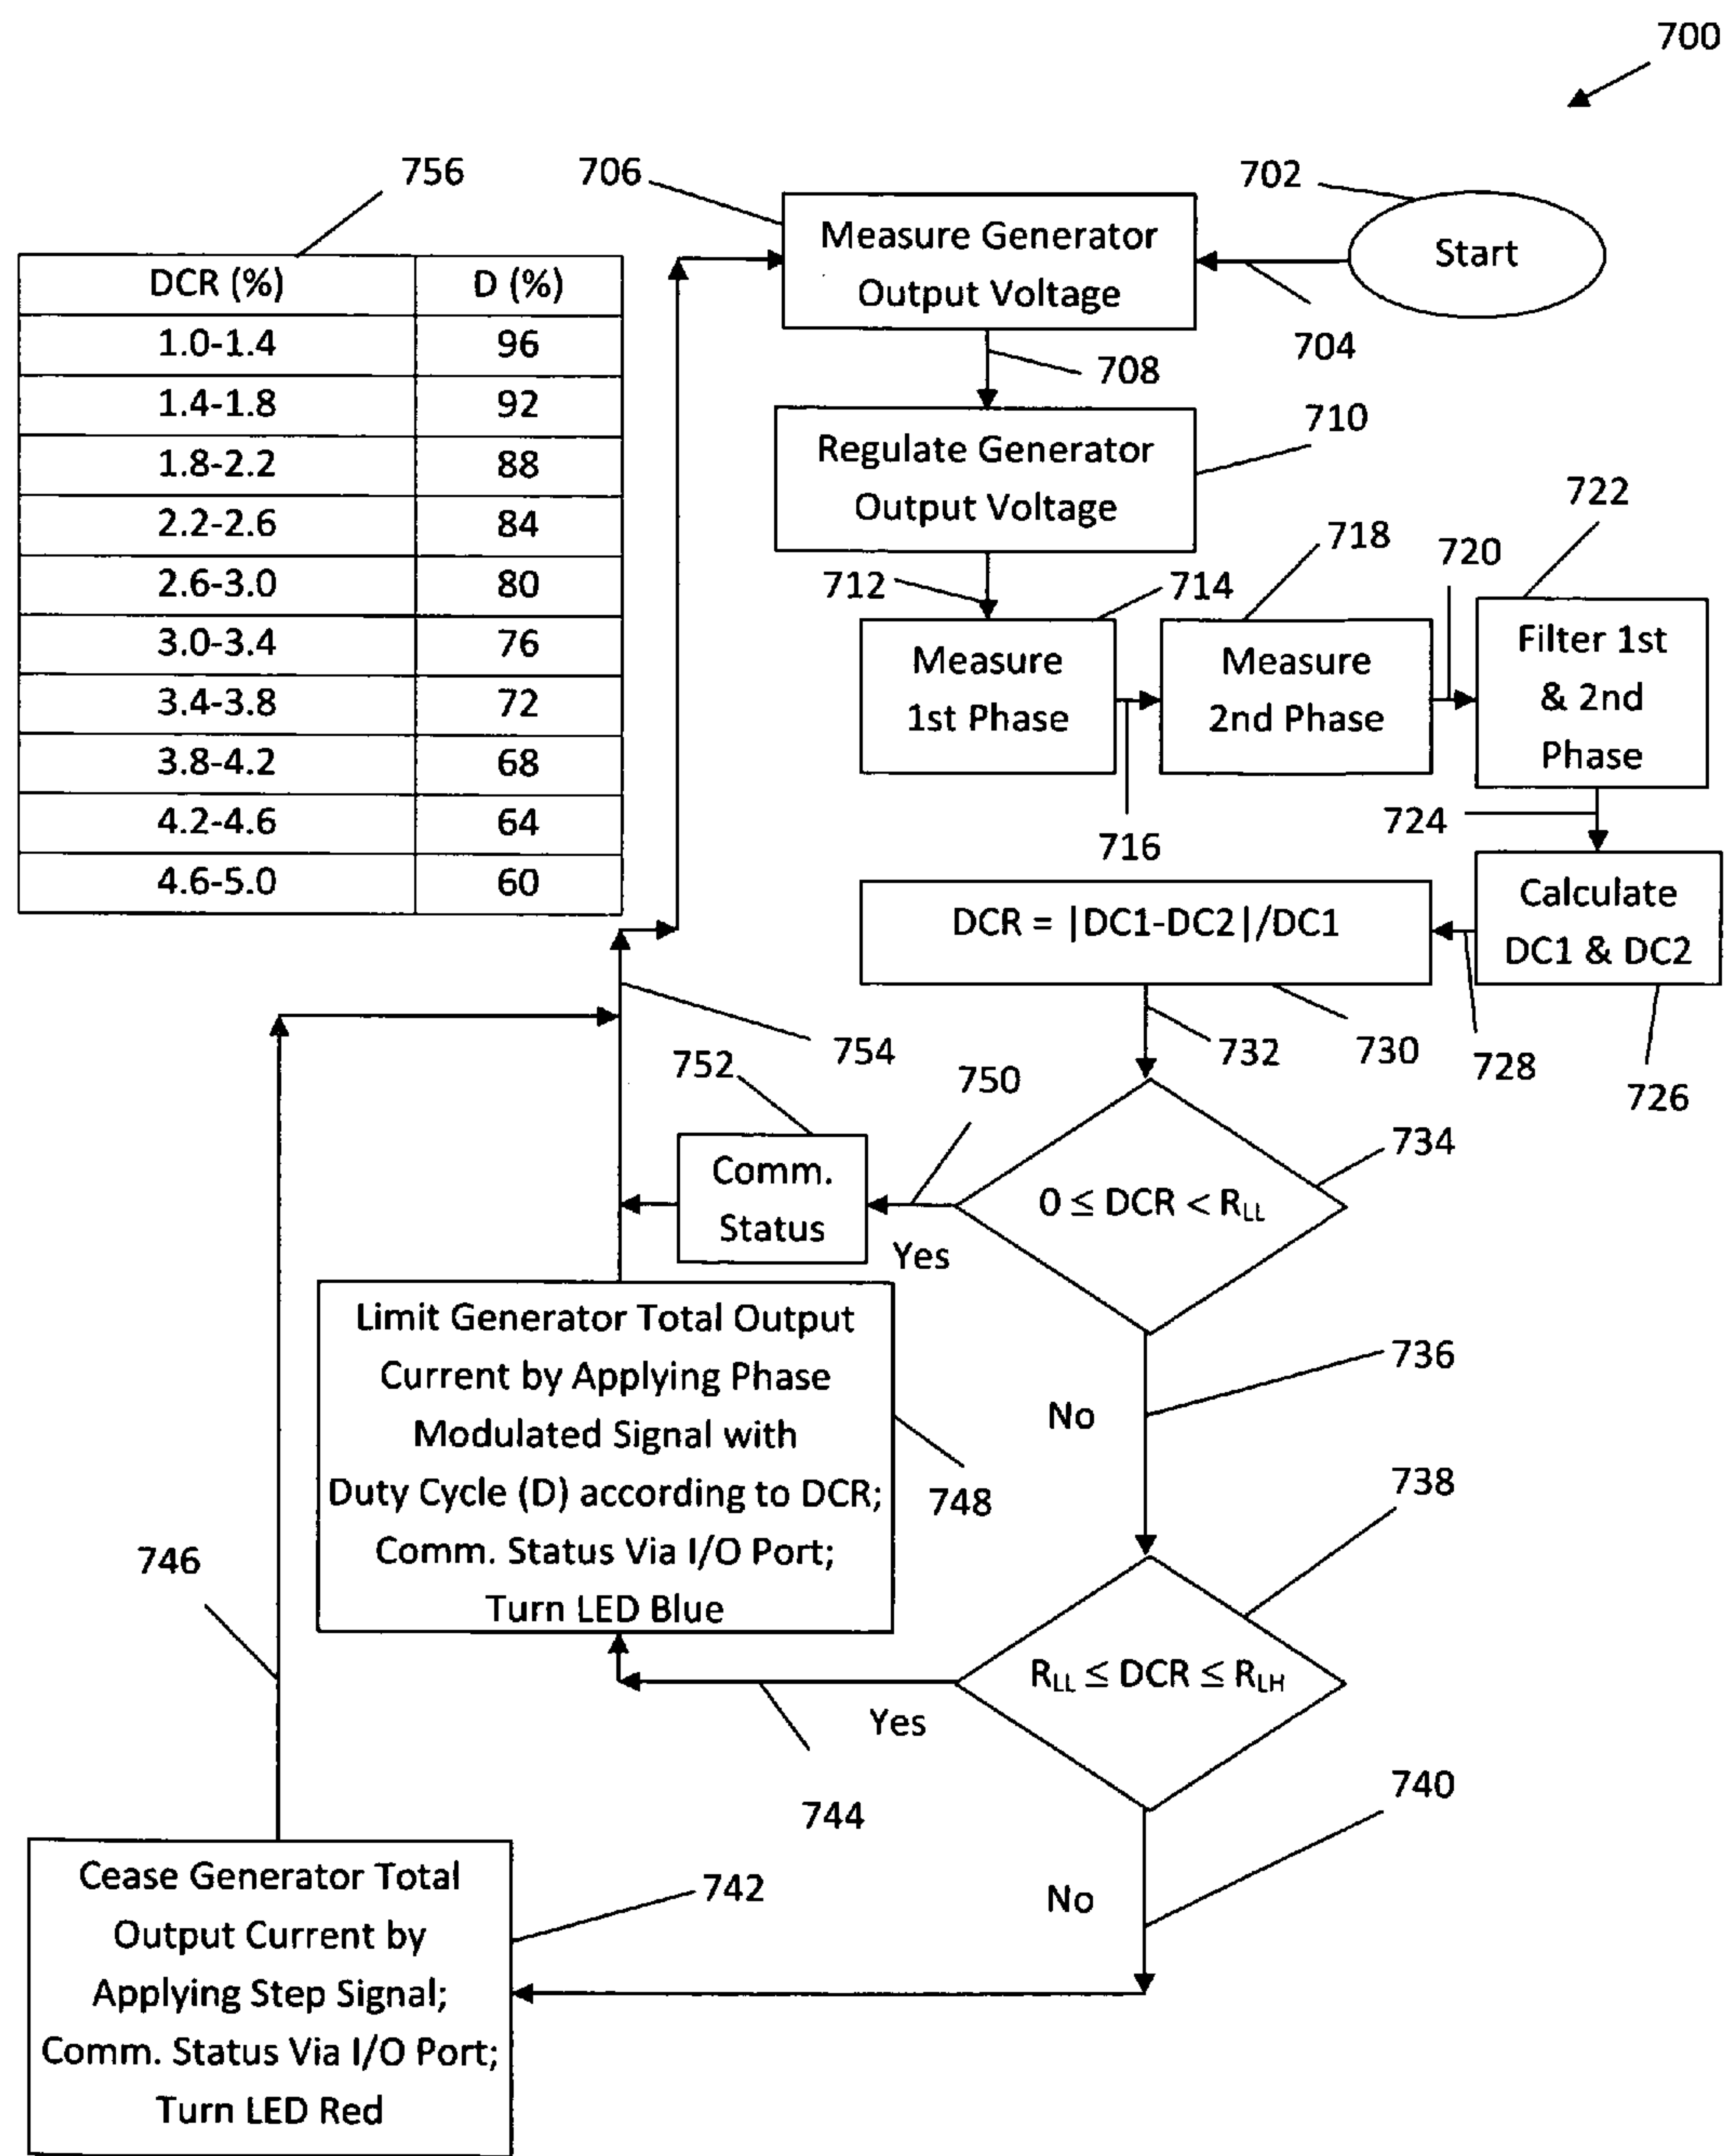 700
756
706
702
Measure Generator
Output Voltage
Start
704
708
DCR (%) D (%)
1.0-1.4 96
1.4-1.8 92
1.8-2.2 88
2.2-2.6 84
2.6-3.0 80
3.0-3.4 76
3.4-3.8 72
3.8-4.2 68
4.2-4.6 64
4.6-5.0 60
Regulate Generator
Output Voltage
710
712
714
718
720
722
Measure
1st Phase
Measure
2nd Phase
Filter 1st
& 2nd
Phase
716
724
DCR = |DC1-DC2|/DC1
Calculate
DC1 & DC2
732
730
728
726
754
752
750
Comm.
Status
Yes
0 ≤ DCR < R_LL
734
No
736
Limit Generator Total Output
Current by Applying Phase
Modulated Signal with
Duty Cycle (D) according to DCR;
Comm. Status Via I/O Port;
Turn LED Blue
748
738
R_LL ≤ DCR ≤ R_LH
Yes
744
746
740
No
Cease Generator Total
Output Current by
Applying Step Signal;
Comm. Status Via I/O Port;
Turn LED Red
742